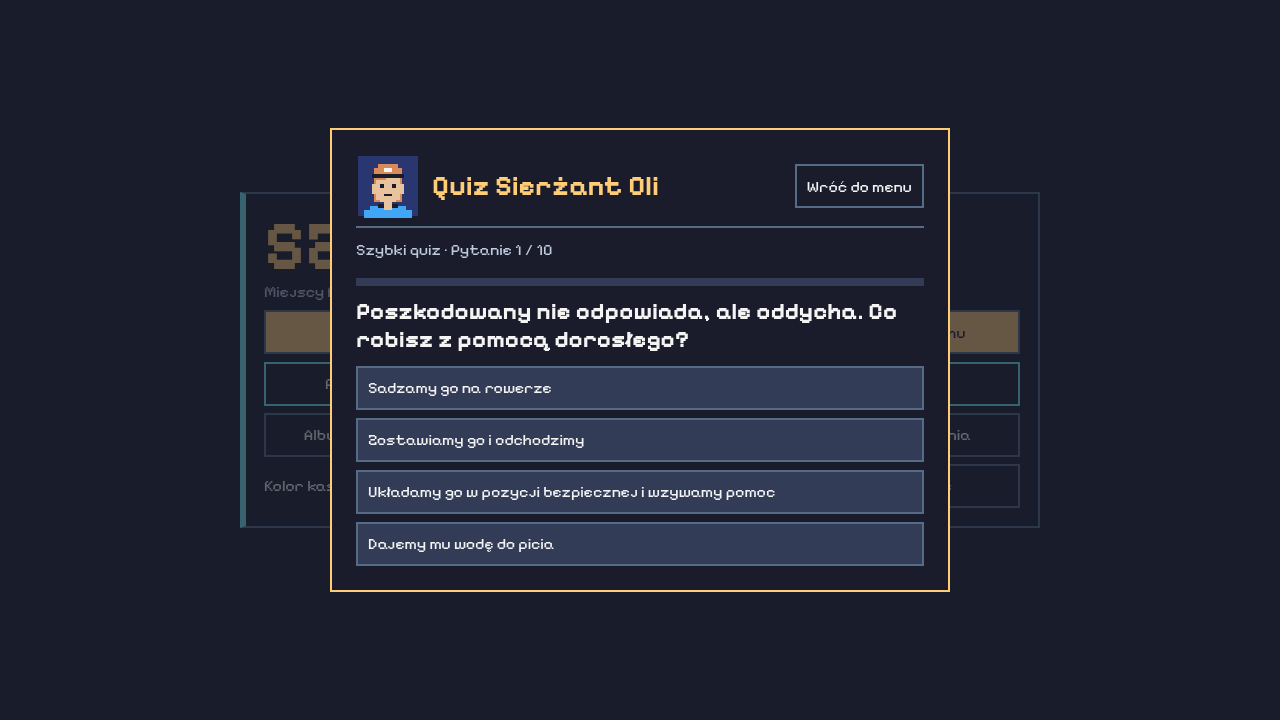 Quiz Sierżant Oli
Wróć do menu
Szybki quiz · Pytanie 1 / 10
Poszkodowany nie odpowiada, ale oddycha. Co
robisz z pomocą dorosłego?
Sadzamy go na rowerze
Zostawiamy go i odchodzimy
Układamy go w pozycji bezpiecznej i wzywamy pomoc
Dajemy mu wodę do picia
Kolor